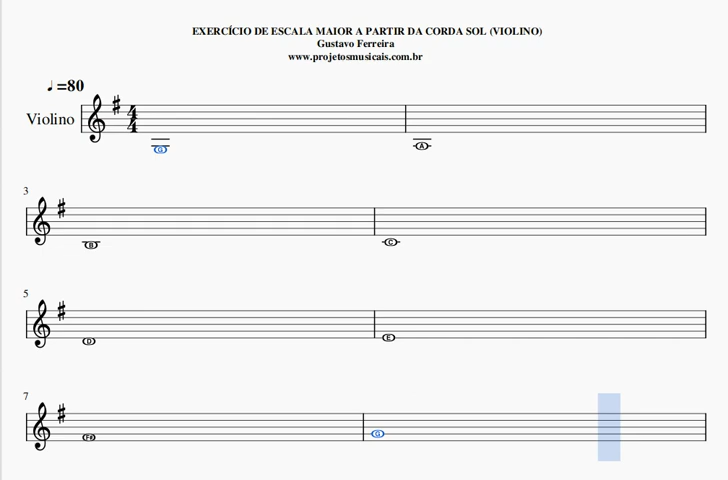 EXERCÍCIO DE ESCALA MAIOR A PARTIR DA CORDA SOL (VIOLINO)
Gustavo Ferreira
www.projetosmusicais.com.br
♩=80
Violino
4
4
G
A
3
B
C
5
D
E
7
F#
G